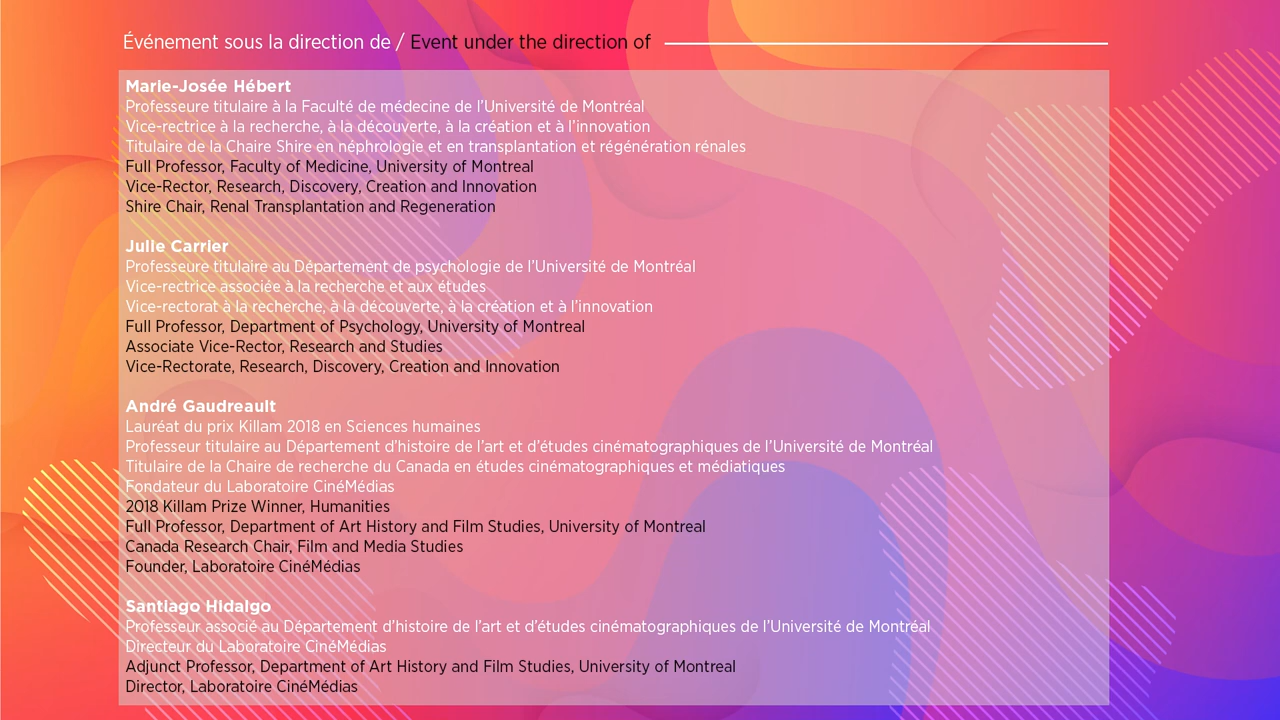 Événement sous la direction de / Event under the direction of
Marie-Josée Hébert
Professeure titulaire à la Faculté de médecine de l'Université de Montréal
Vice-rectrice à la recherche, à la découverte, à la création et à l'innovation
Titulaire de la Chaire Shire en néphrologie et en transplantation et régénération rénales
Full Professor, Faculty of Medicine, University of Montreal
Vice-Rector, Research, Discovery, Creation and Innovation
Shire Chair, Renal Transplantation and Regeneration
Julie Carrier
Professeure titulaire au Département de psychologie de l'Université de Montréal
Vice-rectrice associée à la recherche et aux études
Vice-rectorat à la recherche, à la découverte, à la création et à l'innovation
Full Professor, Department of Psychology, University of Montreal
Associate Vice-Rector, Research and Studies
Vice-Rectorate, Research, Discovery, Creation and Innovation
André Gaudreault
Lauréat du prix Killam 2018 en Sciences humaines
Professeur titulaire au Département d'histoire de l'art et d'études cinématographiques de l'Université de Montréal
Titulaire de la Chaire de recherche du Canada en études cinématographiques et médiatiques
Fondateur du Laboratoire CinéMédias
2018 Killam Prize Winner, Humanities
Full Professor, Department of Art History and Film Studies, University of Montreal
Canada Research Chair, Film and Media Studies
Founder, Laboratoire CinéMédias
Santiago Hidalgo
Professeur associé au Département d'histoire de l'art et d'études cinématographiques de l'Université de Montréal
Directeur du Laboratoire CinéMédias
Adjunct Professor, Department of Art History and Film Studies, University of Montreal
Director, Laboratoire CinéMédias